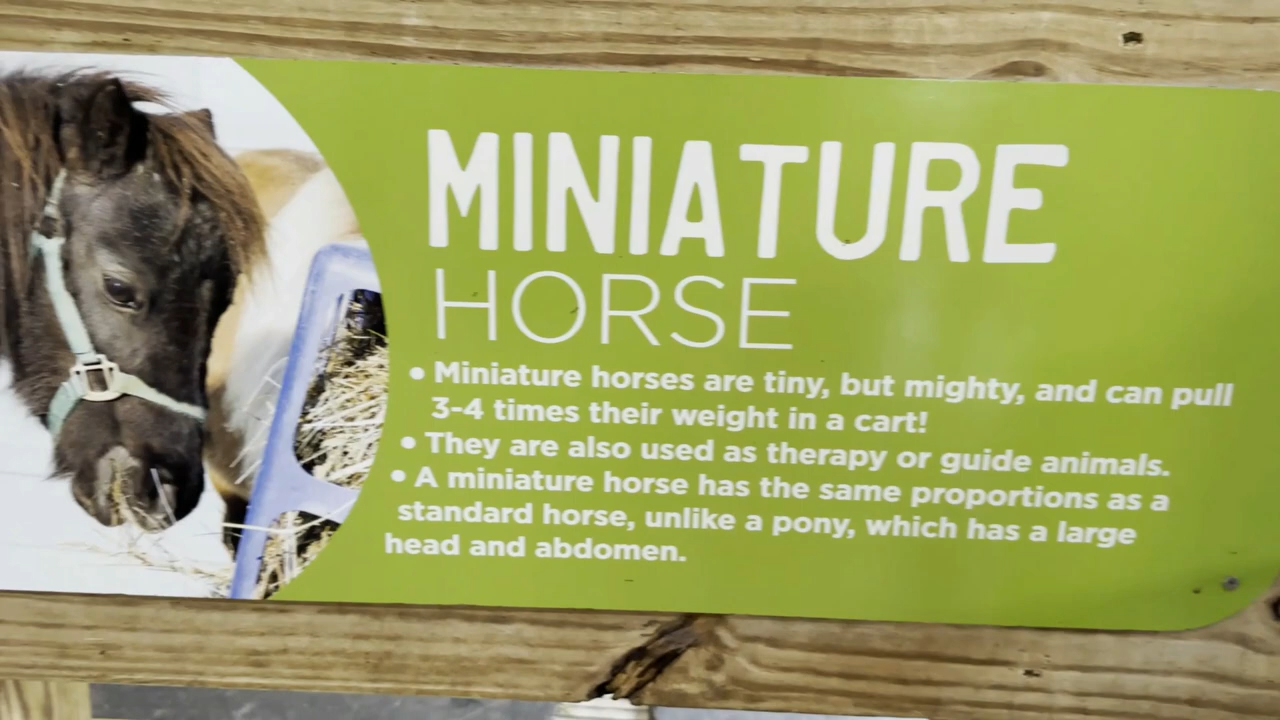 MINIATURE
HORSE
• Miniature horses are tiny, but mighty, and can pull
3-4 times their weight in a cart!
• They are also used as therapy or guide animals.
• A miniature horse has the same proportions as a
standard horse, unlike a pony, which has a large
head and abdomen.